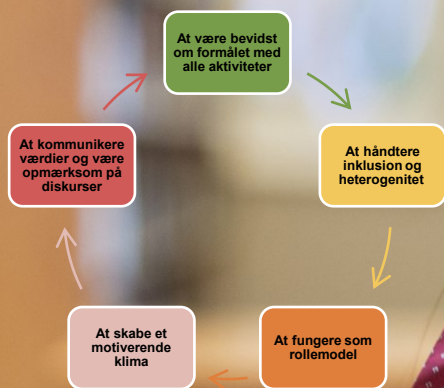 At være bevidst
om formålet med
alle aktiviteter
At håndtere
inklusion og
heterogenitet
At fungere som
rollemodel
At skabe et
motiverende
klima
At kommunikere
værdier og være
opmærksom på
diskurser